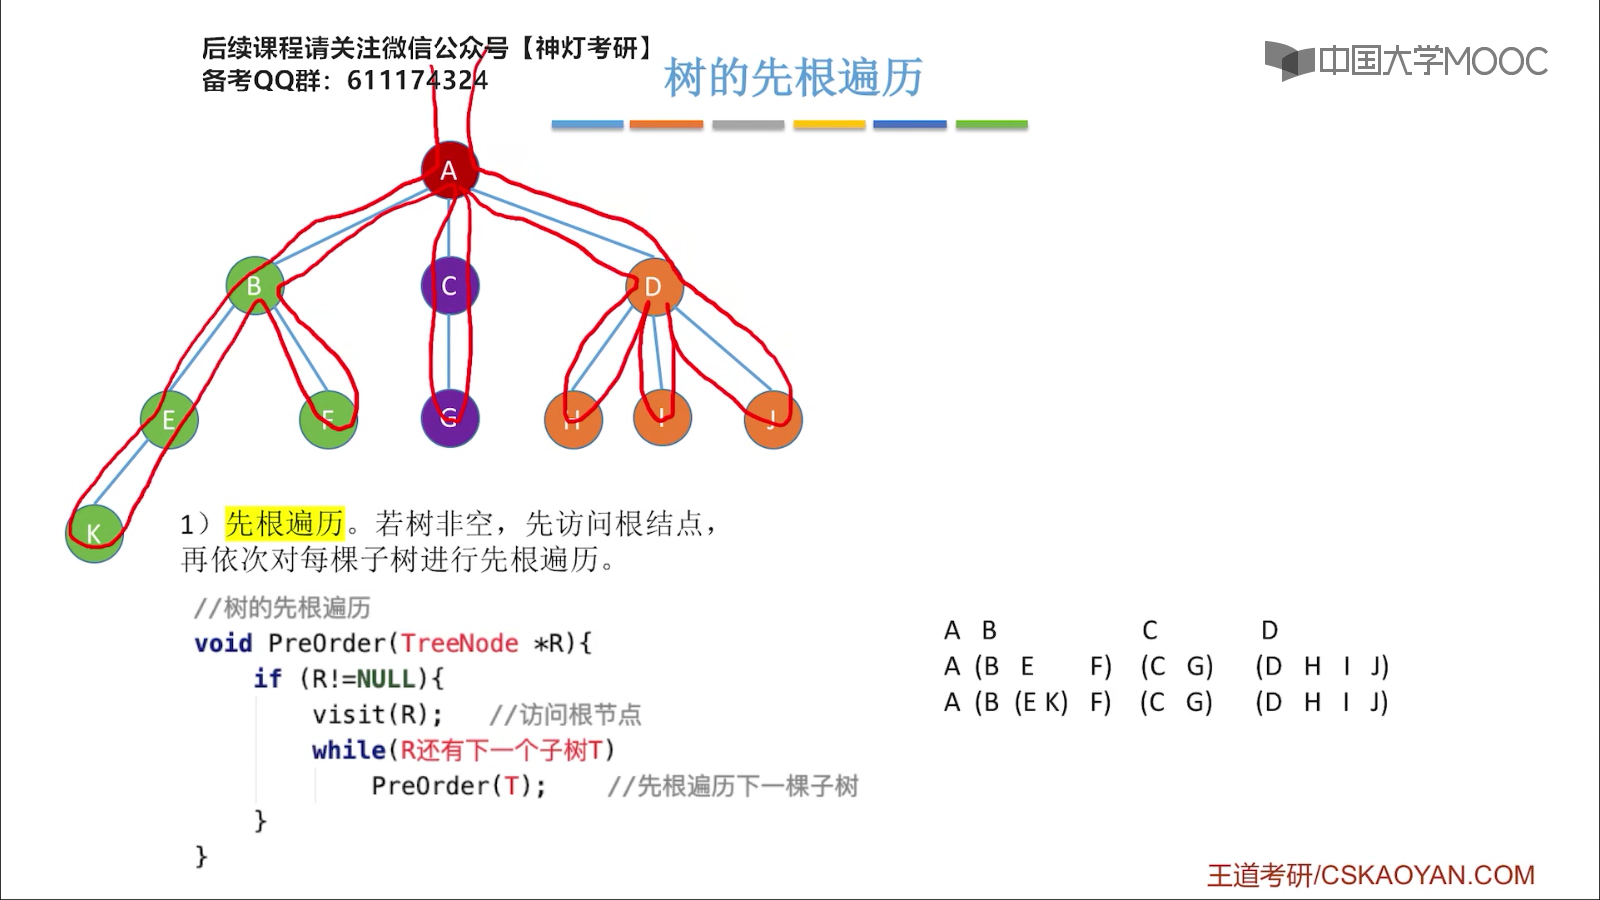 后续课程请关注微信公众号【神灯考研】
备考QQ群：611174324
树的先根遍历
中国大学MOOC
A
B
C
D
E
F
G
H
I
J
K
1）先根遍历。若树非空，先访问根结点，
再依次对每棵子树进行先根遍历。
//树的先根遍历
void PreOrder(TreeNode *R){
if (R!=NULL){
visit(R); //访问根节点
while(R还有下一个子树T)
PreOrder(T); //先根遍历下一棵子树
}
}
A B C D
A (B E F) (C G) (D H I J)
A (B (E K) F) (C G) (D H I J)
王道考研/CSKAOYAN.COM